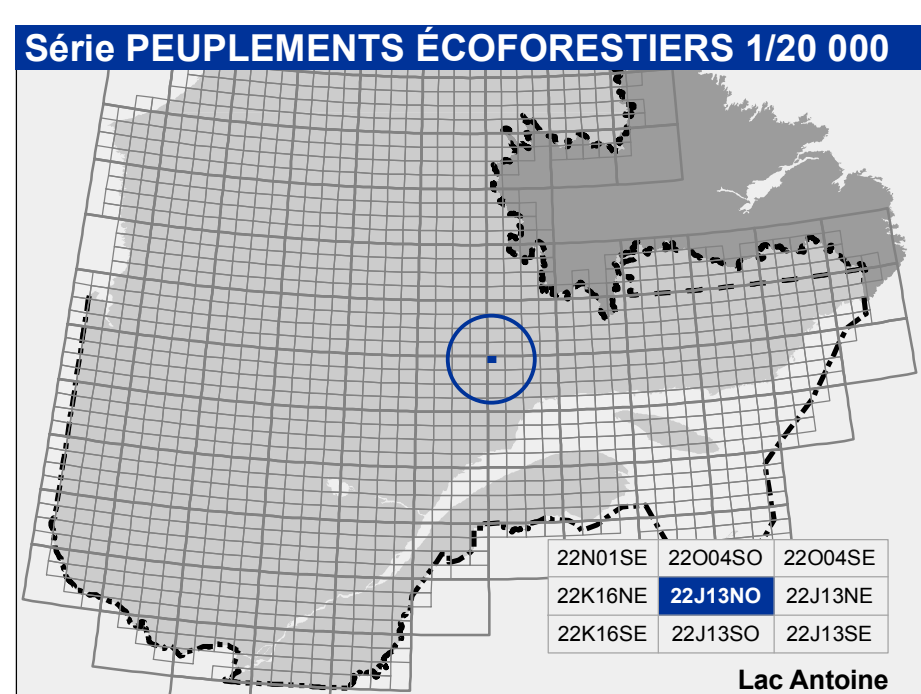 Série PEUPLEMENTS ÉCOFORESTIERS 1/20 000
22N01SE 22O04SO 22O04SE
22K16NE 22J13NO 22J13NE
22K16SE 22J13SO 22J13SE
Lac Antoine